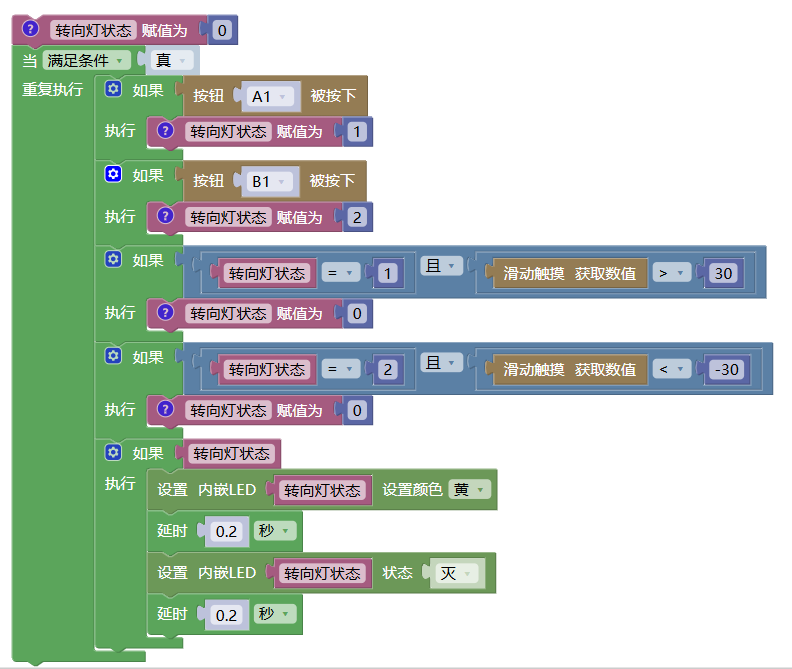 ? 转向灯状态 赋值为 0
当 满足条件 真
重复执行 如果 按钮 A1 被按下
执行 ? 转向灯状态 赋值为 1
如果 按钮 B1 被按下
执行 ? 转向灯状态 赋值为 2
如果 转向灯状态 = 1 且 滑动触摸 获取数值 > 30
执行 ? 转向灯状态 赋值为 0
如果 转向灯状态 = 2 且 滑动触摸 获取数值 < -30
执行 ? 转向灯状态 赋值为 0
如果 转向灯状态
执行 设置 内嵌LED 转向灯状态 设置颜色 黄
延时 0.2 秒
设置 内嵌LED 转向灯状态 状态 灭
延时 0.2 秒